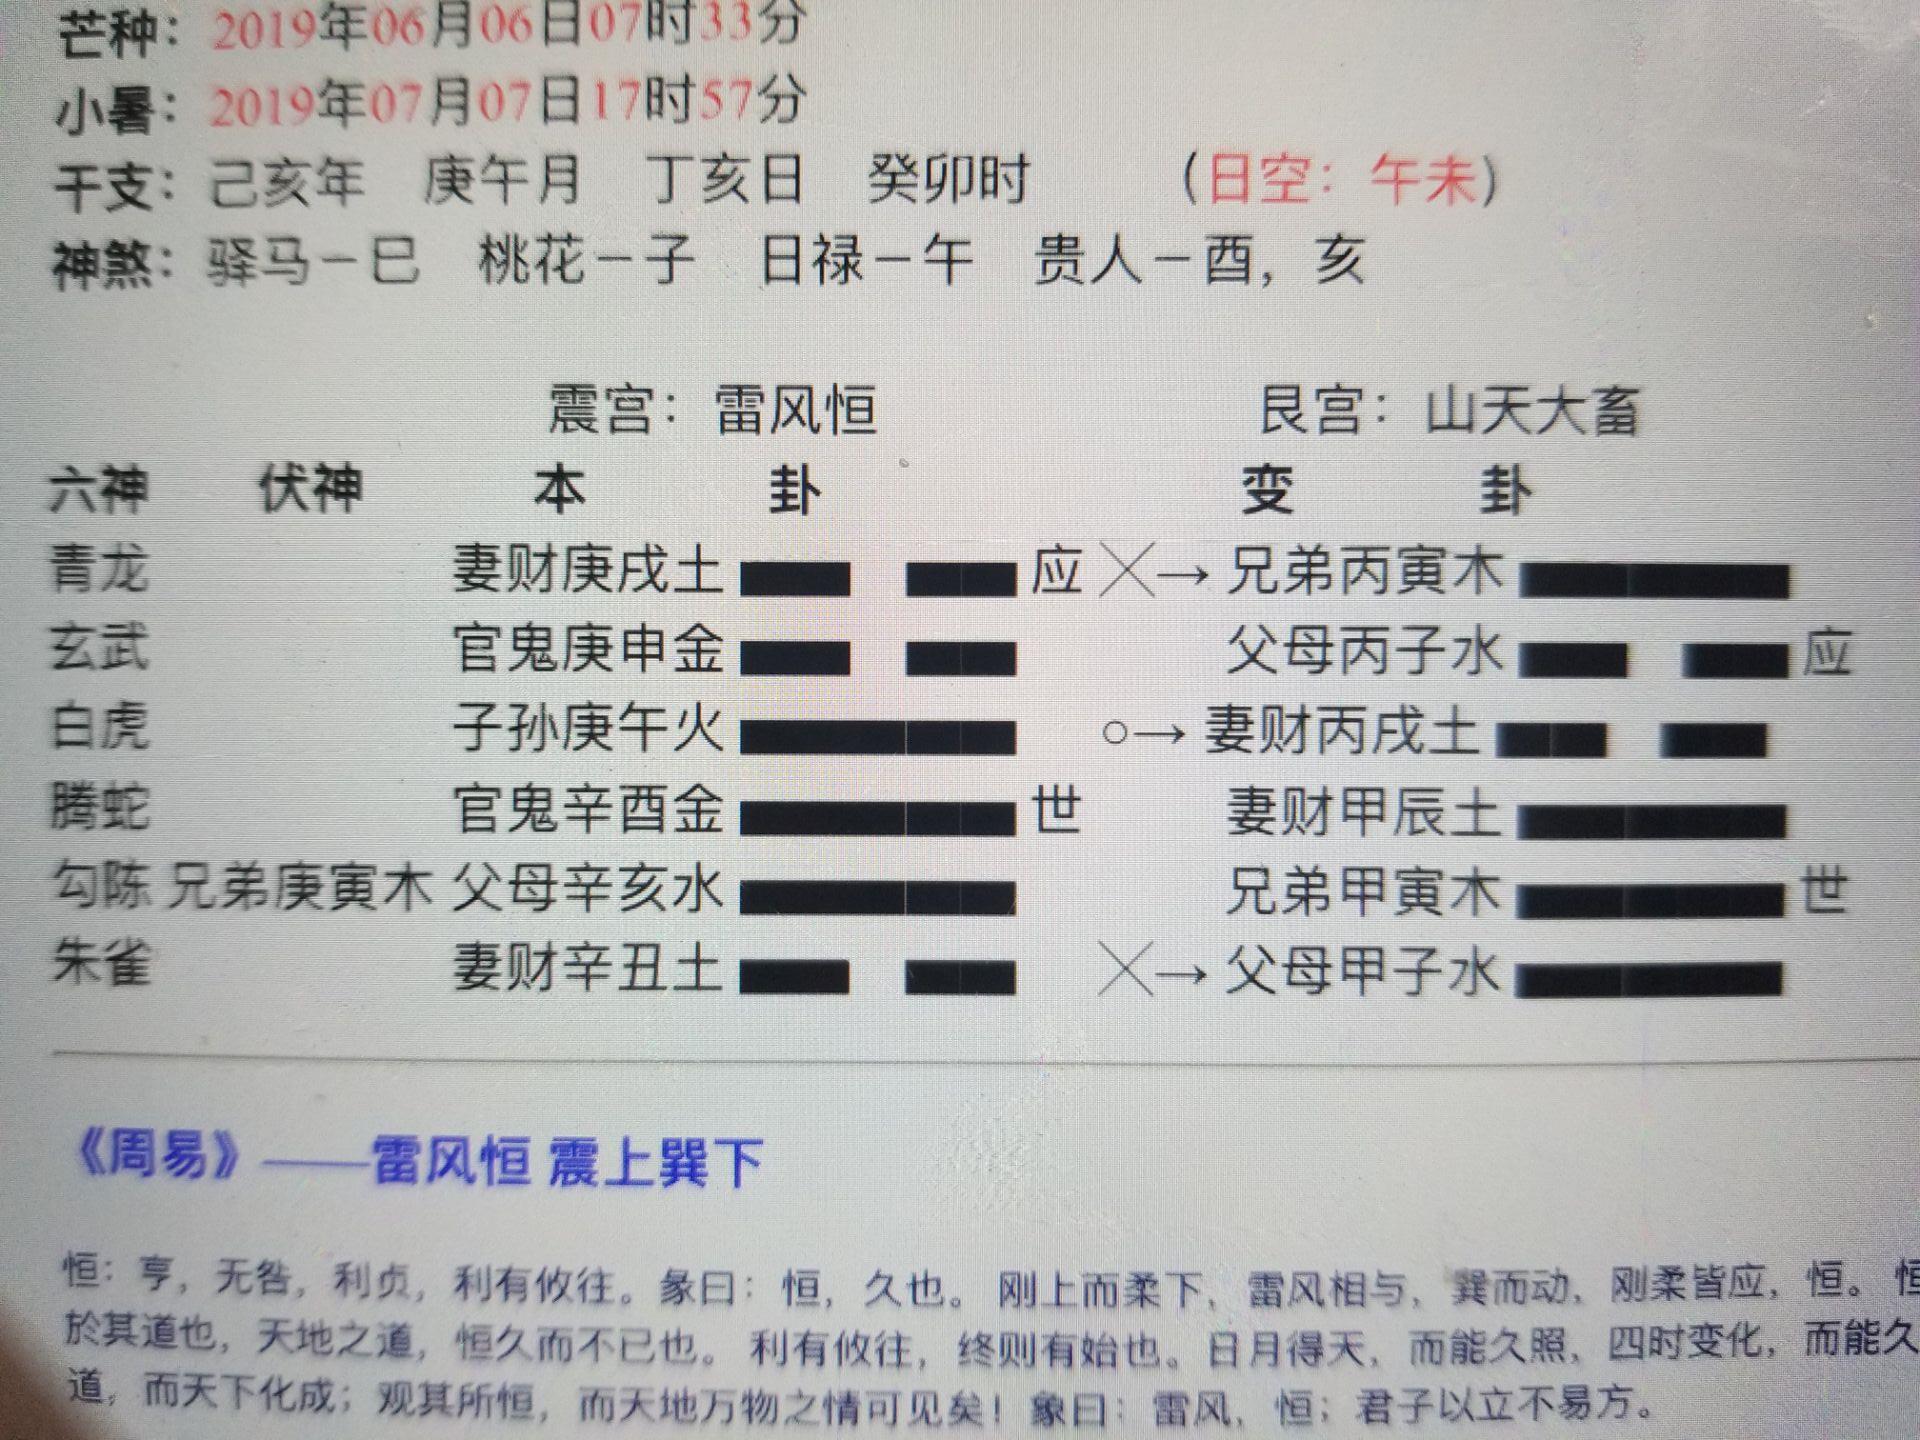 芒种：2019年06月06日07时33分
小暑：2019年07月07日17时57分
干支：己亥年 庚午月 丁亥日 癸卯时 （日空：午未）
神煞：驿马－巳 桃花－子 日禄－午 贵人－酉，亥
震宫：雷风恒 艮宫：山天大畜
六神 伏神 本 卦 变 卦
青龙 妻财庚戌土 应 ╳→ 兄弟丙寅木
玄武 官鬼庚申金 父母丙子水 应
白虎 子孙庚午火 ○→ 妻财丙戌土
腾蛇 官鬼辛酉金 世 妻财甲辰土
勾陈 兄弟庚寅木 父母辛亥水 兄弟甲寅木 世
朱雀 妻财辛丑土 ╳→ 父母甲子水
《周易》——雷风恒 震上巽下
恒：亨，无咎，利贞，利有攸往。彖曰：恒，久也。刚上而柔下，雷风相与，巽而动，刚柔皆应，恒。恒
於其道也，天地之道，恒久而不已也。利有攸往，终则有始也。日月得天，而能久照，四时变化，而能久
道，而天下化成；观其所恒，而天地万物之情可见矣！象曰：雷风，恒；君子以立不易方。